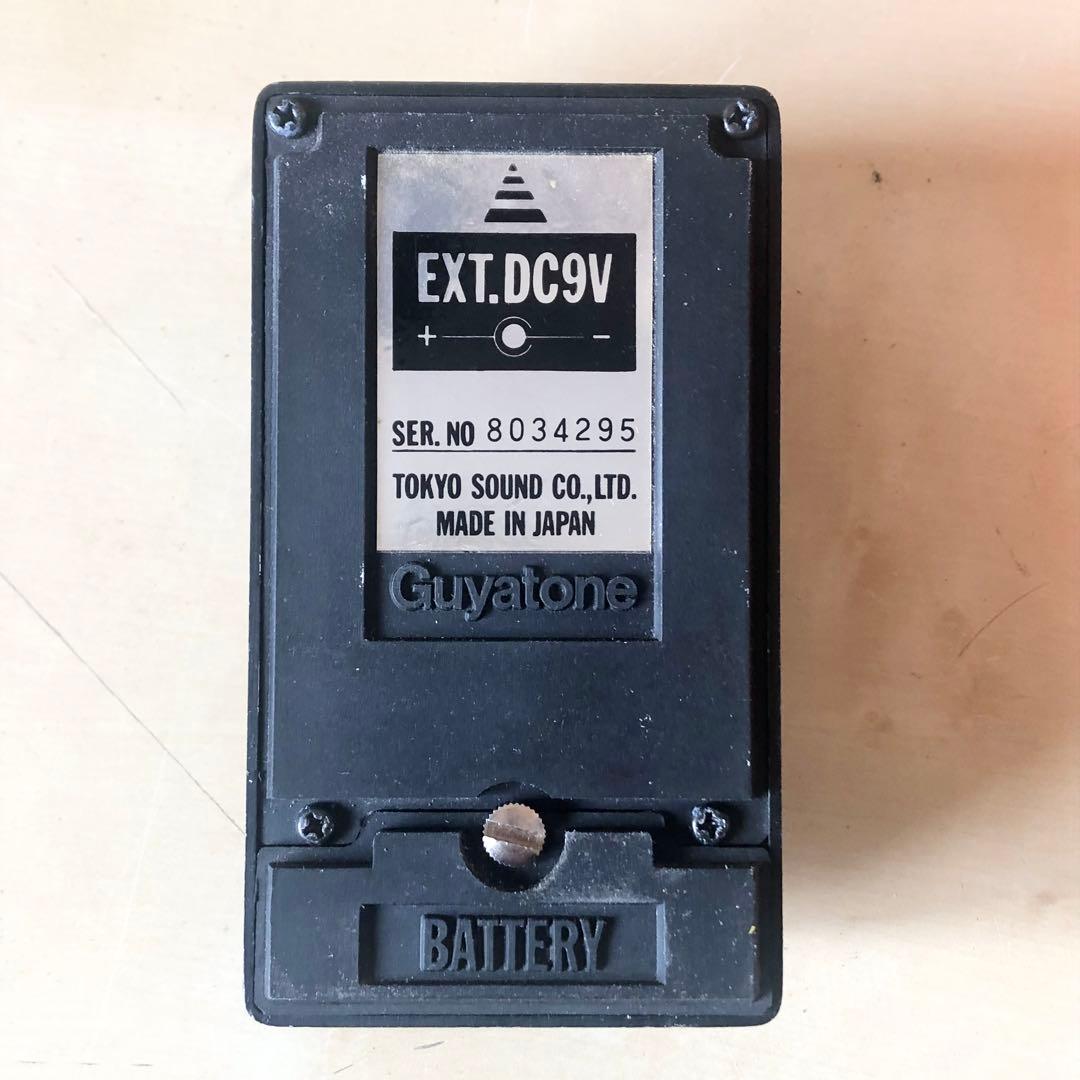 EXT.DC9V
+ -
SER. NO 8034295
TOKYO SOUND CO.,LTD.
MADE IN JAPAN
Guyatone
BATTERY